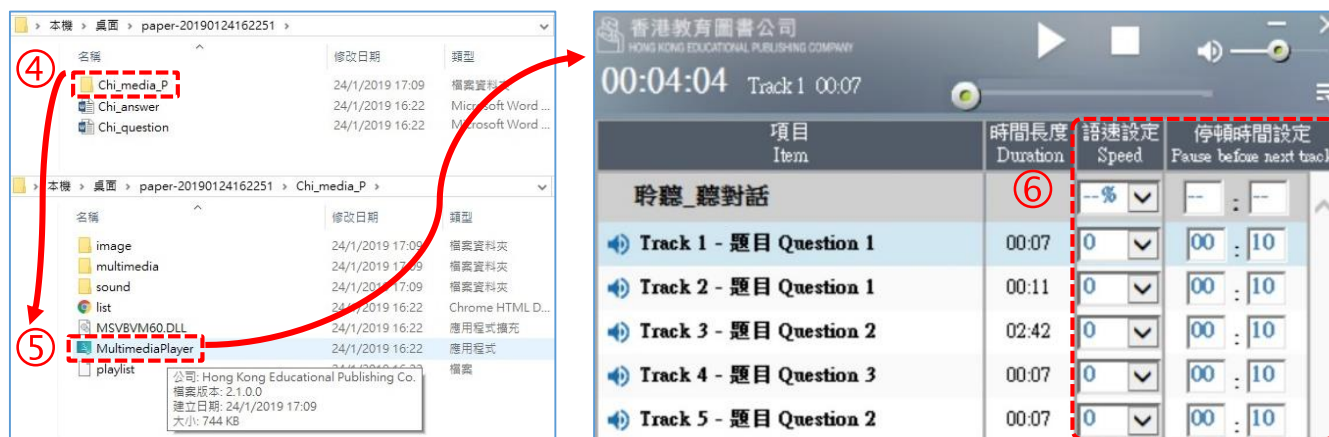 本機 › 桌面 › paper-20190124162251 ›
名稱 修改日期 類型
④
Chi_media_P 24/1/2019 17:09 檔案資料夾
Chi_answer 24/1/2019 16:22 Microsoft Word ...
Chi_question 24/1/2019 16:22 Microsoft Word ...
本機 › 桌面 › paper-20190124162251 › Chi_media_P ›
名稱 修改日期 類型
image 24/1/2019 17:09 檔案資料夾
multimedia 24/1/2019 17:09 檔案資料夾
sound 24/1/2019 17:09 檔案資料夾
list 24/1/2019 16:22 Chrome HTML D...
MSVBVM60.DLL 24/1/2019 16:22 應用程式擴充
⑤
MultimediaPlayer 24/1/2019 16:22 應用程式
playlist 檔案
公司: Hong Kong Educational Publishing Co.
檔案版本: 2.1.0.0
建立日期: 24/1/2019 17:09
大小: 744 KB
香港教育圖書公司
HONG KONG EDUCATIONAL PUBLISHING COMPANY
00:04:04 Track 1 00:07
項目 時間長度 語速設定 停頓時間設定
Item Duration Speed Pause before next track
⑥
聆聽_聽對話 --% -- : --
Track 1 - 題目 Question 1 00:07 0 00 : 10
Track 2 - 題目 Question 1 00:11 0 00 : 10
Track 3 - 題目 Question 2 02:42 0 00 : 10
Track 4 - 題目 Question 3 00:07 0 00 : 10
Track 5 - 題目 Question 2 00:07 0 00 : 10